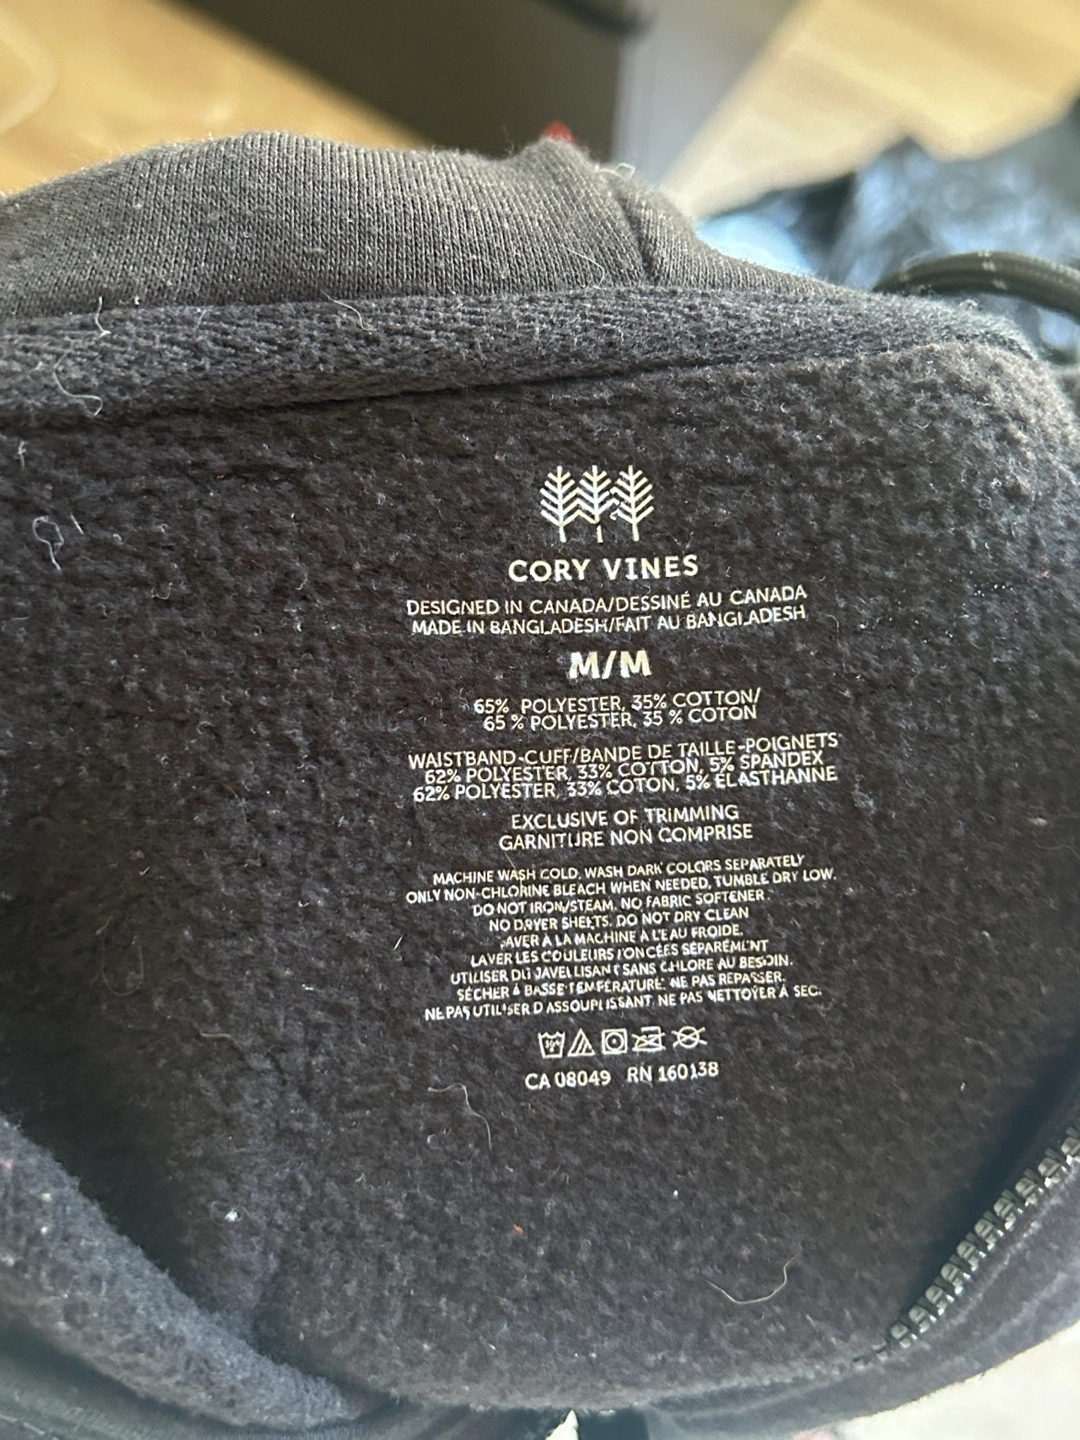 CORY VINES
DESIGNED IN CANADA/DESSINÉ AU CANADA
MADE IN BANGLADESH/FAIT AU BANGLADESH
M/M
65% POLYESTER, 35% COTTON/
65 % POLYESTER, 35 % COTON
WAISTBAND-CUFF/BANDE DE TAILLE-POIGNETS
62% POLYESTER, 33% COTTON, 5% SPANDEX
62% POLYESTER, 33% COTON, 5% ÉLASTHANNE
EXCLUSIVE OF TRIMMING
GARNITURE NON COMPRISE
MACHINE WASH COLD. WASH DARK COLORS SEPARATELY
ONLY NON-CHLORINE BLEACH WHEN NEEDED, TUMBLE DRY LOW.
DO NOT IRON/STEAM. NO FABRIC SOFTENER.
NO DRYER SHEETS. DO NOT DRY CLEAN
LAVER À LA MACHINE À L'EAU FROIDE.
LAVER LES COULEURS FONCÉES SÉPARÉMENT
UTILISER DU JAVELLISANT SANS CHLORE AU BESOIN.
SÉCHER À BASSE TEMPÉRATURE. NE PAS REPASSER.
NE PAS UTILISER D'ASSOUPLISSANT. NE PAS NETTOYER À SEC.
CA 08049 RN 160138